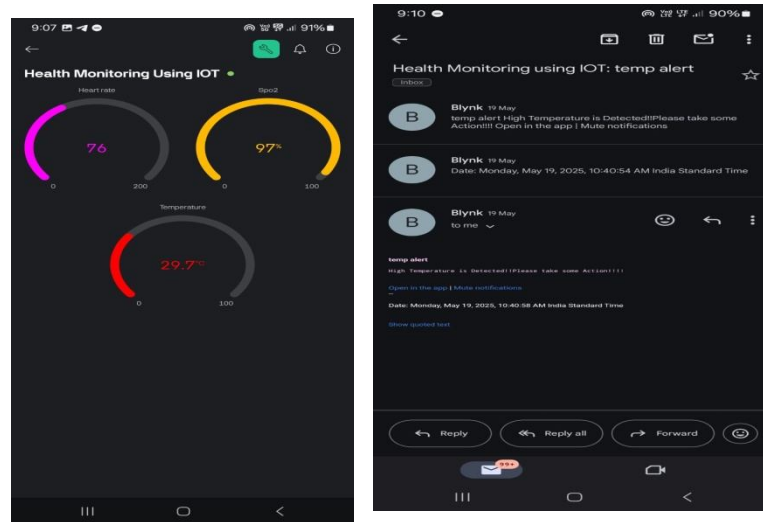 9:07
91%
Health Monitoring Using IOT
Heart rate
Spo2
76
97%
0
200
0
100
Temperature
29.7°C
0
100
9:10
90%
Health Monitoring using IOT: temp alert
Inbox
B
Blynk 19 May
temp alert High Temperature is Detected!!Please take some
Action!!!! Open in the app | Mute notifications
B
Blynk 19 May
Date: Monday, May 19, 2025, 10:40:54 AM India Standard Time
B
Blynk 19 May
to me
temp alert
High Temperature is Detected!!Please take some Action!!!!
Open in the app | Mute notifications
Date: Monday, May 19, 2025, 10:40:58 AM India Standard Time
Show quoted text
Reply
Reply all
Forward
99+